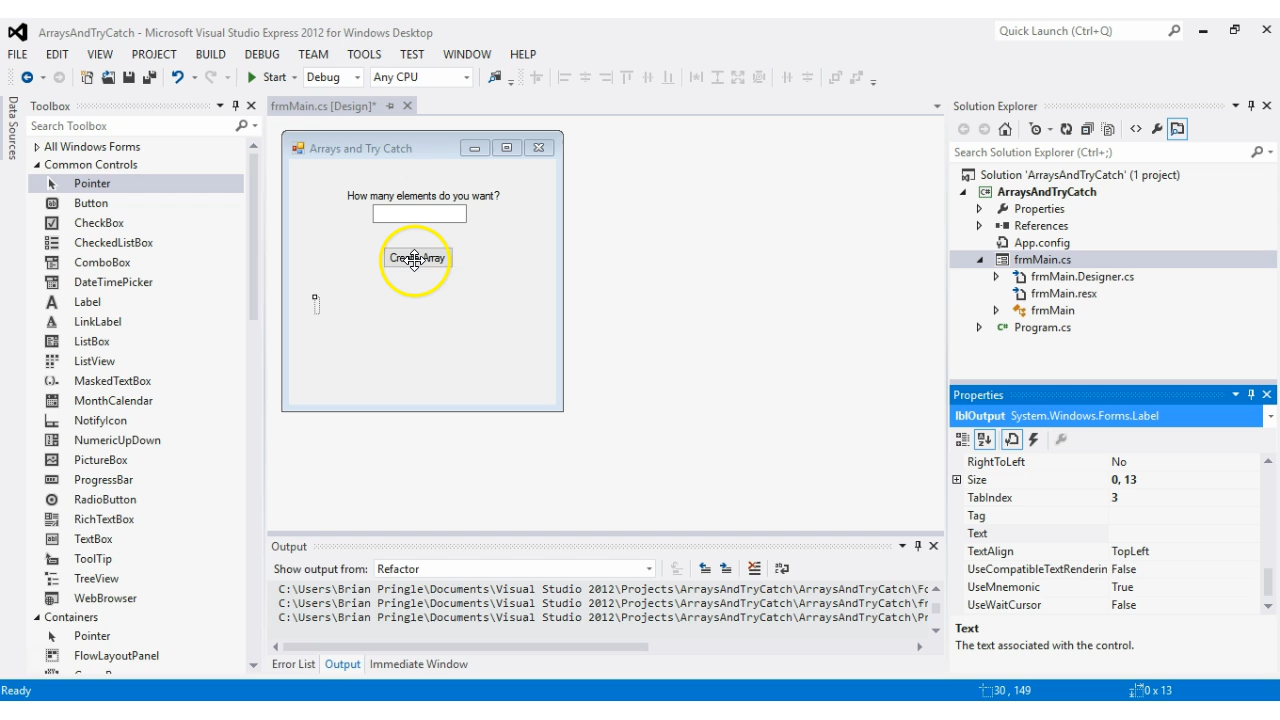 ArraysAndTryCatch - Microsoft Visual Studio Express 2012 for Windows Desktop
Quick Launch (Ctrl+Q)
FILE EDIT VIEW PROJECT BUILD DEBUG TEAM TOOLS TEST WINDOW HELP
Start Debug Any CPU
Data Sources
Toolbox
Search Toolbox
All Windows Forms
Common Controls
Pointer
Button
CheckBox
CheckedListBox
ComboBox
DateTimePicker
Label
LinkLabel
ListBox
ListView
MaskedTextBox
MonthCalendar
NotifyIcon
NumericUpDown
PictureBox
ProgressBar
RadioButton
RichTextBox
TextBox
ToolTip
TreeView
WebBrowser
Containers
Pointer
FlowLayoutPanel
frmMain.cs [Design]*
Arrays and Try Catch
How many elements do you want?
Create Array
Output
Show output from: Refactor
C:\Users\Brian Pringle\Documents\Visual Studio 2012\Projects\ArraysAndTryCatch\ArraysAndTryCatch\Fo
C:\Users\Brian Pringle\Documents\Visual Studio 2012\Projects\ArraysAndTryCatch\ArraysAndTryCatch\fr
C:\Users\Brian Pringle\Documents\Visual Studio 2012\Projects\ArraysAndTryCatch\ArraysAndTryCatch\Pr
Error List Output Immediate Window
Solution Explorer
Search Solution Explorer (Ctrl+;)
Solution 'ArraysAndTryCatch' (1 project)
ArraysAndTryCatch
Properties
References
App.config
frmMain.cs
frmMain.Designer.cs
frmMain.resx
frmMain
Program.cs
Properties
lblOutput System.Windows.Forms.Label
RightToLeft No
Size 0, 13
TabIndex 3
Tag
Text
TextAlign TopLeft
UseCompatibleTextRenderin False
UseMnemonic True
UseWaitCursor False
Text
The text associated with the control.
Ready
30 , 149
0 x 13